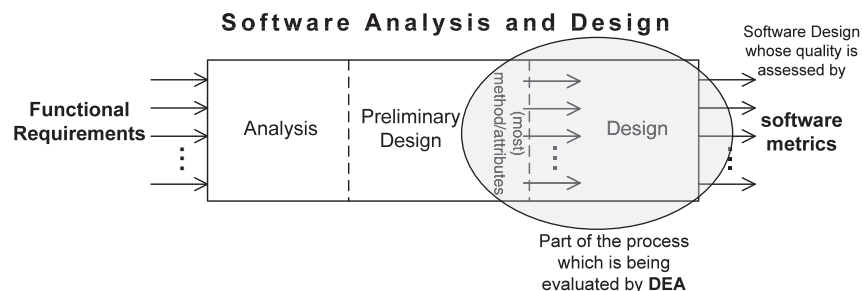 Software Analysis and Design
Software Design
whose quality is
assessed by
Functional
Requirements
Analysis
Preliminary
Design
(most)
method/attributes
Design
software
metrics
Part of the process
which is being
evaluated by DEA